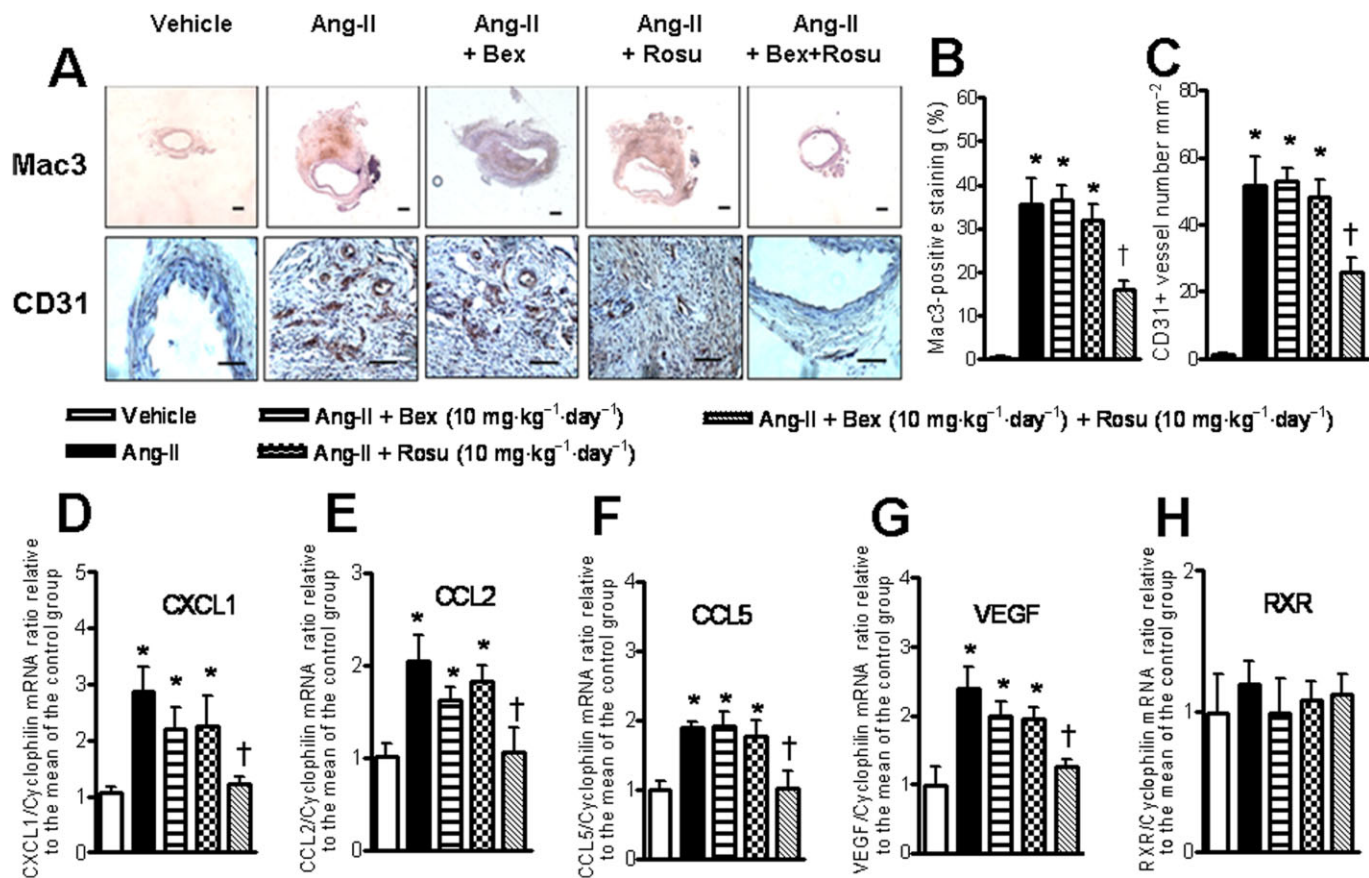 Vehicle
Ang-II
Ang-II
+ Bex
Ang-II
+ Rosu
Ang-II
+ Bex+Rosu
A
Mac3
CD31
B
Mac3-positive staining (%)
60
50
40
30
20
10
0
*
*
*
†
C
CD31+ vessel number mm⁻²
80
60
40
20
0
*
*
*
†
Vehicle
Ang-II + Bex (10 mg·kg⁻¹·day⁻¹)
Ang-II + Bex (10 mg·kg⁻¹·day⁻¹) + Rosu (10 mg·kg⁻¹·day⁻¹)
Ang-II
Ang-II + Rosu (10 mg·kg⁻¹·day⁻¹)
D
CXCL1/Cyclophilin mRNA ratio relative
to the mean of the control group
5
4
3
2
1
0
CXCL1
*
*
*
†
E
CCL2/Cyclophilin mRNA ratio relative
to the mean of the control group
3
2
1
0
CCL2
*
*
*
†
F
CCL5/Cyclophilin mRNA ratio relative
to the mean of the control group
4
3
2
1
0
CCL5
*
*
*
†
G
VEGF/Cyclophilin mRNA ratio relative
to the mean of the control group
4
3
2
1
0
VEGF
*
*
*
†
H
RXR/Cyclophilin mRNA ratio relative
to the mean of the control group
2
1
0
RXR